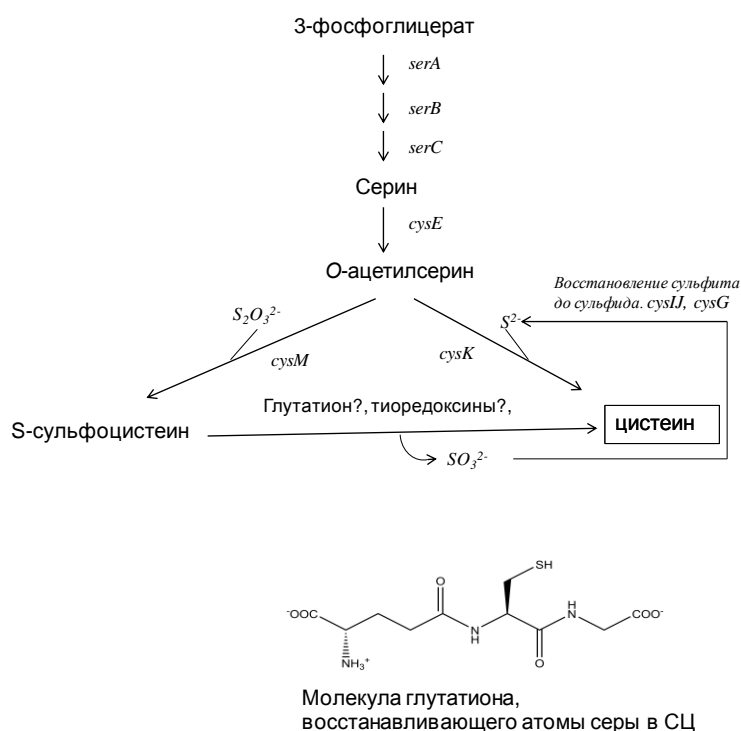 3-фосфоглицерат
serA
serB
serC
Серин
cysE
О-ацетилсерин
Восстановление сульфита
до сульфида. cysIJ, cysG
S₂O₃²⁻
S²⁻
cysM
cysK
Глутатион?, тиоредоксины?,
S-сульфоцистеин
цистеин
SO₃²⁻
SH
O
⁻OOC
H
N
COO⁻
N
H
O
NH₃⁺
Молекула глутатиона,
восстанавливающего атомы серы в СЦ